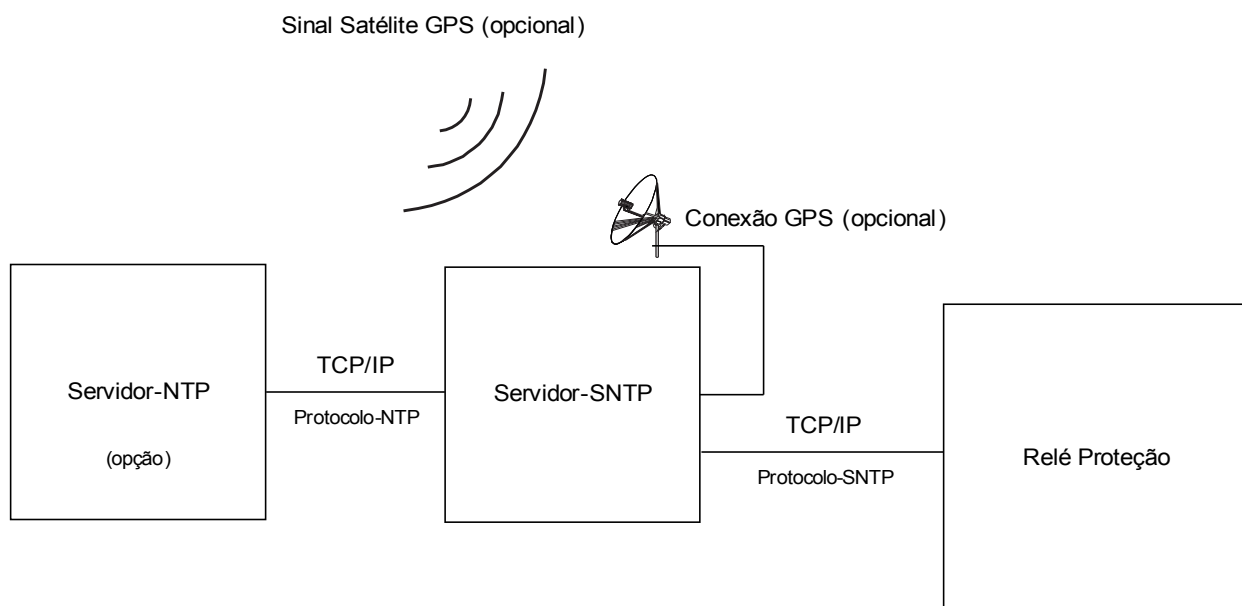 Sinal Satélite GPS (opcional)
Conexão GPS (opcional)
Servidor-NTP
(opção)
TCP/IP
Protocolo-NTP
Servidor-SNTP
TCP/IP
Protocolo-SNTP
Relé Proteção